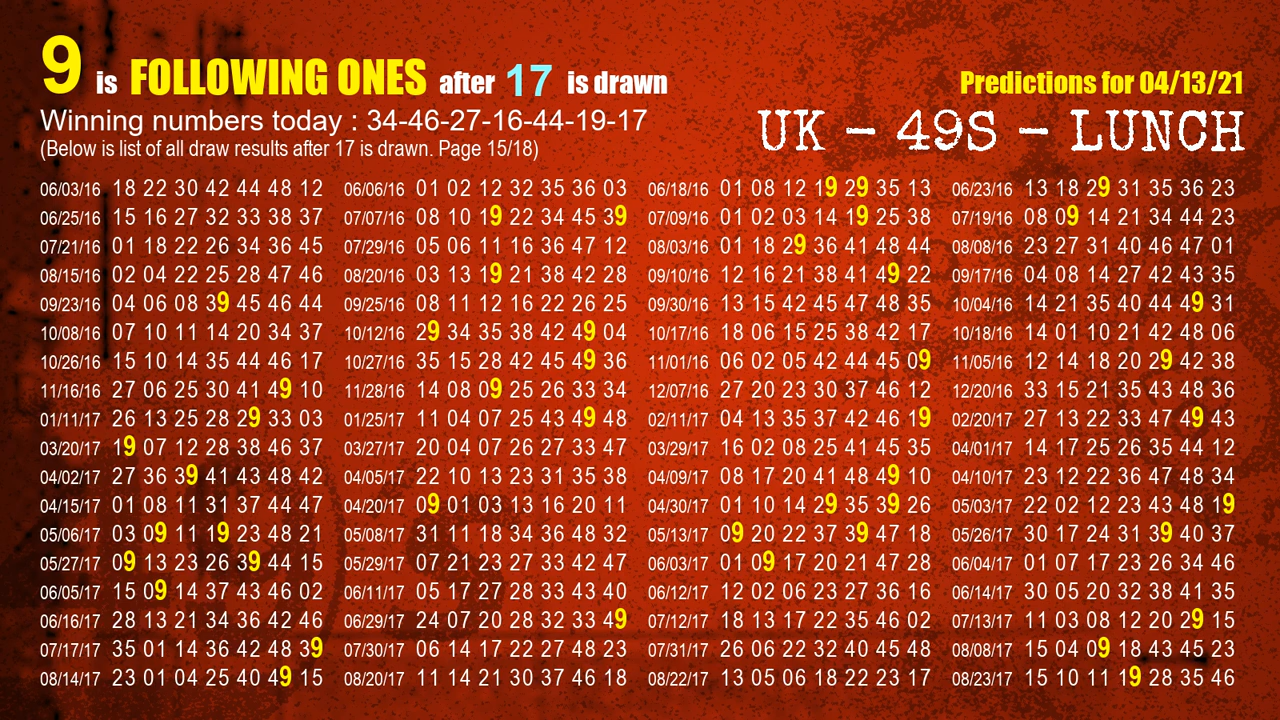 9 is FOLLOWING ONES after 17 is drawn
Predictions for 04/13/21
Winning numbers today : 34-46-27-16-44-19-17
UK - 49S - LUNCH
(Below is list of all draw results after 17 is drawn. Page 15/18)
06/03/16 18 22 30 42 44 48 12 06/06/16 01 02 12 32 35 36 03 06/18/16 01 08 12 19 29 35 13 06/23/16 13 18 29 31 35 36 23
06/25/16 15 16 27 32 33 38 37 07/07/16 08 10 19 22 34 45 39 07/09/16 01 02 03 14 19 25 38 07/19/16 08 09 14 21 34 44 23
07/21/16 01 18 22 26 34 36 45 07/29/16 05 06 11 16 36 47 12 08/03/16 01 18 29 36 41 48 44 08/08/16 23 27 31 40 46 47 01
08/15/16 02 04 22 25 28 47 46 08/20/16 03 13 19 21 38 42 28 09/10/16 12 16 21 38 41 49 22 09/17/16 04 08 14 27 42 43 35
09/23/16 04 06 08 39 45 46 44 09/25/16 08 11 12 16 22 26 25 09/30/16 13 15 42 45 47 48 35 10/04/16 14 21 35 40 44 49 31
10/08/16 07 10 11 14 20 34 37 10/12/16 29 34 35 38 42 49 04 10/17/16 18 06 15 25 38 42 17 10/18/16 14 01 10 21 42 48 06
10/26/16 15 10 14 35 44 46 17 10/27/16 35 15 28 42 45 49 36 11/01/16 06 02 05 42 44 45 09 11/05/16 12 14 18 20 29 42 38
11/16/16 27 06 25 30 41 49 10 11/28/16 14 08 09 25 26 33 34 12/07/16 27 20 23 30 37 46 12 12/20/16 33 15 21 35 43 48 36
01/11/17 26 13 25 28 29 33 03 01/25/17 11 04 07 25 43 49 48 02/11/17 04 13 35 37 42 46 19 02/20/17 27 13 22 33 47 49 43
03/20/17 19 07 12 28 38 46 37 03/27/17 20 04 07 26 27 33 47 03/29/17 16 02 08 25 41 45 35 04/01/17 14 17 25 26 35 44 12
04/02/17 27 36 39 41 43 48 42 04/05/17 22 10 13 23 31 35 38 04/09/17 08 17 20 41 48 49 10 04/10/17 23 12 22 36 47 48 34
04/15/17 01 08 11 31 37 44 47 04/20/17 09 01 03 13 16 20 11 04/30/17 01 10 14 29 35 39 26 05/03/17 22 02 12 23 43 48 19
05/06/17 03 09 11 19 23 48 21 05/08/17 31 11 18 34 36 48 32 05/13/17 09 20 22 37 39 47 18 05/26/17 30 17 24 31 39 40 37
05/27/17 09 13 23 26 39 44 15 05/29/17 07 21 23 27 33 42 47 06/03/17 01 09 17 20 21 47 28 06/04/17 01 07 17 23 26 34 46
06/05/17 15 09 14 37 43 46 02 06/11/17 05 17 27 28 33 43 40 06/12/17 12 02 06 23 27 36 16 06/14/17 30 05 20 32 38 41 35
06/16/17 28 13 21 34 36 42 46 06/29/17 24 07 20 28 32 33 49 07/12/17 18 13 17 22 35 46 02 07/13/17 11 03 08 12 20 29 15
07/17/17 35 01 14 36 42 48 39 07/30/17 06 14 17 22 27 48 23 07/31/17 26 06 22 32 40 45 48 08/08/17 15 04 09 18 43 45 23
08/14/17 23 01 04 25 40 49 15 08/20/17 11 14 21 30 37 46 18 08/22/17 13 05 06 18 22 23 17 08/23/17 15 10 11 19 28 35 46